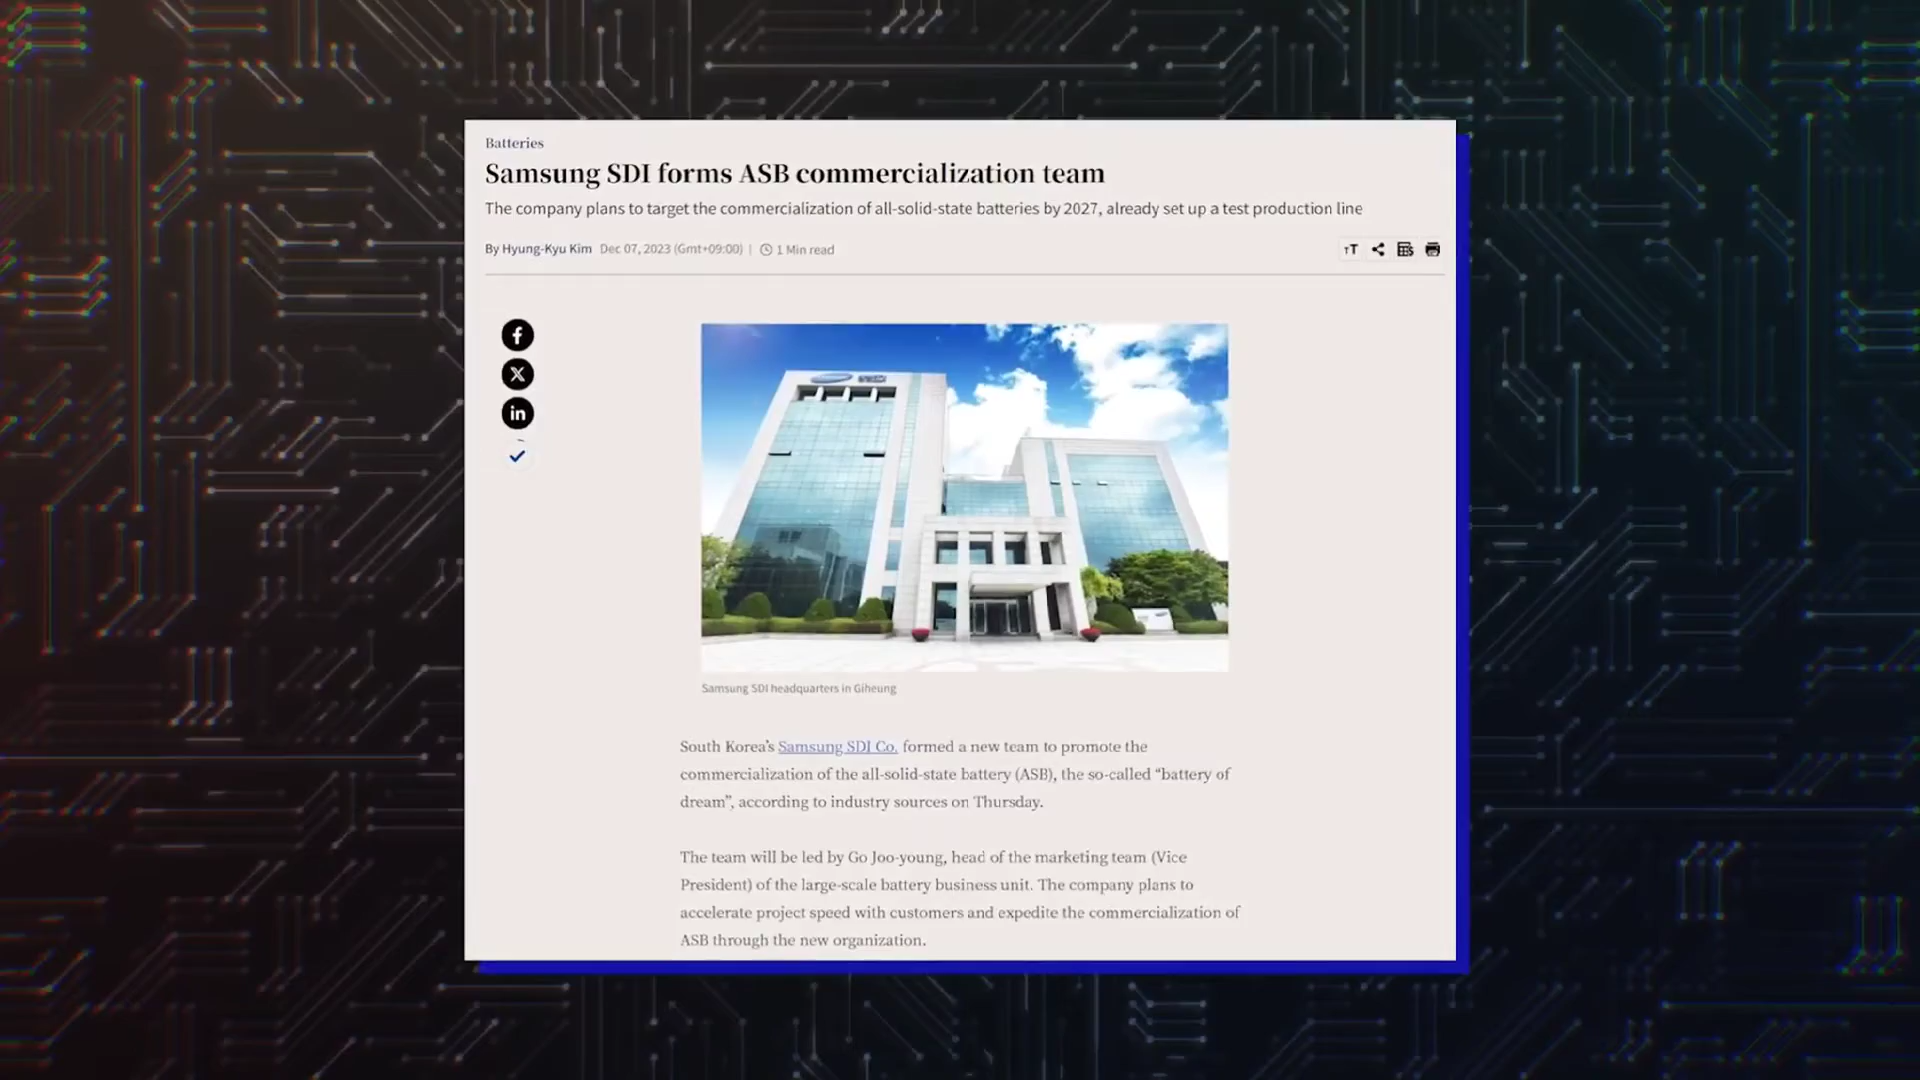 Batteries
Samsung SDI forms ASB commercialization team
The company plans to target the commercialization of all-solid-state batteries by 2027, already set up a test production line
By Hyung-Kyu Kim Dec 07, 2023 (Gmt+09:00) | 1 Min read
Samsung SDI headquarters in Giheung
South Korea's Samsung SDI Co. formed a new team to promote the
commercialization of the all-solid-state battery (ASB), the so-called “battery of
dream”, according to industry sources on Thursday.
The team will be led by Go Joo-young, head of the marketing team (Vice
President) of the large-scale battery business unit. The company plans to
accelerate project speed with customers and expedite the commercialization of
ASB through the new organization.